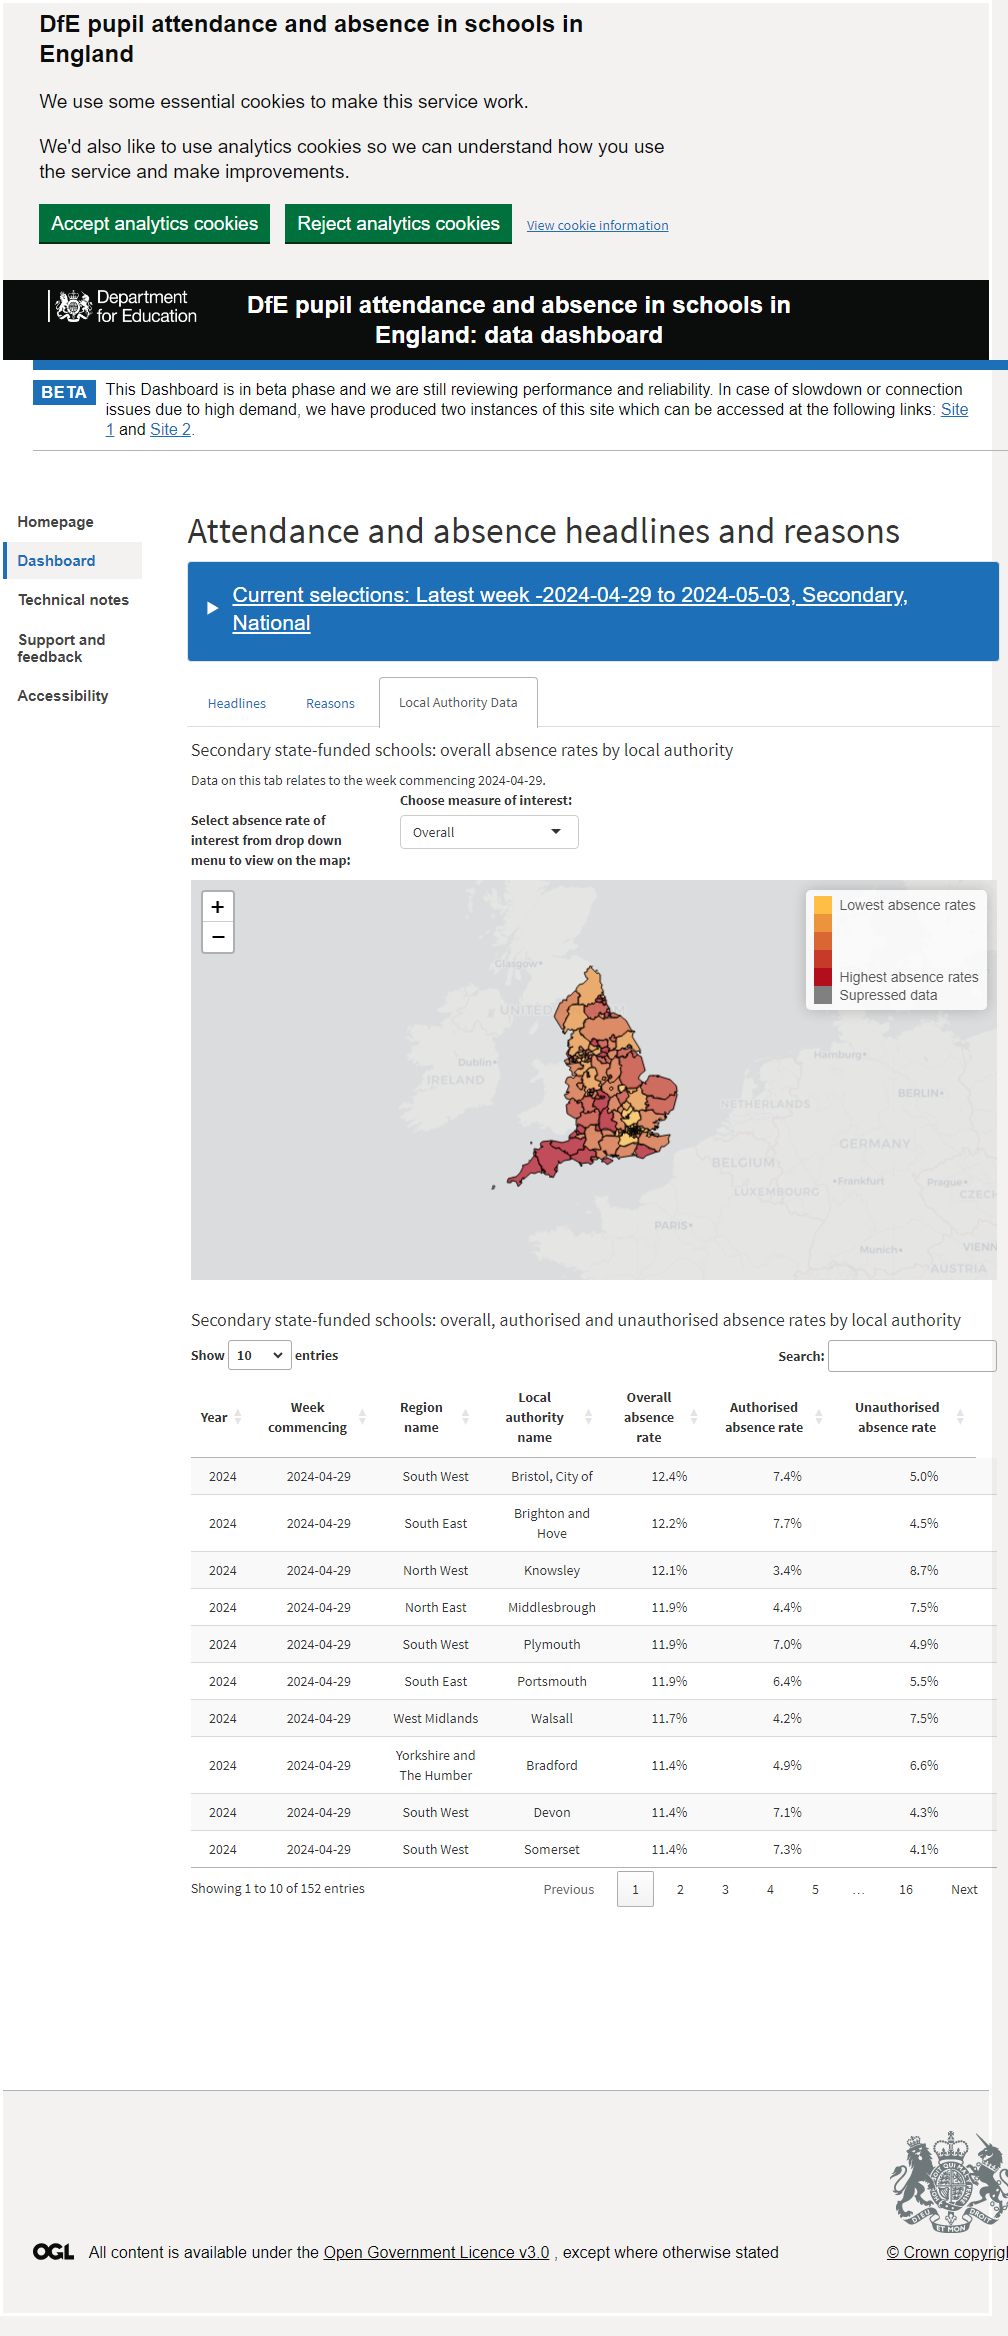 DfE pupil attendance and absence in schools in
England
We use some essential cookies to make this service work.
We'd also like to use analytics cookies so we can understand how you use
the service and make improvements.
Accept analytics cookies Reject analytics cookies View cookie information
Department
for Education
DfE pupil attendance and absence in schools in
England: data dashboard
BETA
This Dashboard is in beta phase and we are still reviewing performance and reliability. In case of slowdown or connection
issues due to high demand, we have produced two instances of this site which can be accessed at the following links: Site
1 and Site 2.
Homepage
Dashboard
Technical notes
Support and
feedback
Accessibility
Attendance and absence headlines and reasons
Current selections: Latest week -2024-04-29 to 2024-05-03, Secondary,
National
Headlines Reasons Local Authority Data
Secondary state-funded schools: overall absence rates by local authority
Data on this tab relates to the week commencing 2024-04-29.
Select absence rate of
interest from drop down
menu to view on the map:
Choose measure of interest:
Overall
+
−
Lowest absence rates
Highest absence rates
Supressed data
Glasgow
UNITED
Dublin
IRELAND
Hamburg
BERLIN
NETHERLANDS
GERMANY
BELGIUM
Frankfurt
Prague
LUXEMBOURG
CZECH
PARIS
Munich
VIENN
AUSTRIA
Secondary state-funded schools: overall, authorised and unauthorised absence rates by local authority
Show 10 entries Search:
Year Week commencing Region name Local authority name Overall absence rate Authorised absence rate Unauthorised absence rate
2024 2024-04-29 South West Bristol, City of 12.4% 7.4% 5.0%
2024 2024-04-29 South East Brighton and Hove 12.2% 7.7% 4.5%
2024 2024-04-29 North West Knowsley 12.1% 3.4% 8.7%
2024 2024-04-29 North East Middlesbrough 11.9% 4.4% 7.5%
2024 2024-04-29 South West Plymouth 11.9% 7.0% 4.9%
2024 2024-04-29 South East Portsmouth 11.9% 6.4% 5.5%
2024 2024-04-29 West Midlands Walsall 11.7% 4.2% 7.5%
2024 2024-04-29 Yorkshire and The Humber Bradford 11.4% 4.9% 6.6%
2024 2024-04-29 South West Devon 11.4% 7.1% 4.3%
2024 2024-04-29 South West Somerset 11.4% 7.3% 4.1%
Showing 1 to 10 of 152 entries Previous 1 2 3 4 5 … 16 Next
DIEU ET MON DROIT
OGL All content is available under the Open Government Licence v3.0 , except where otherwise stated
© Crown copyrig